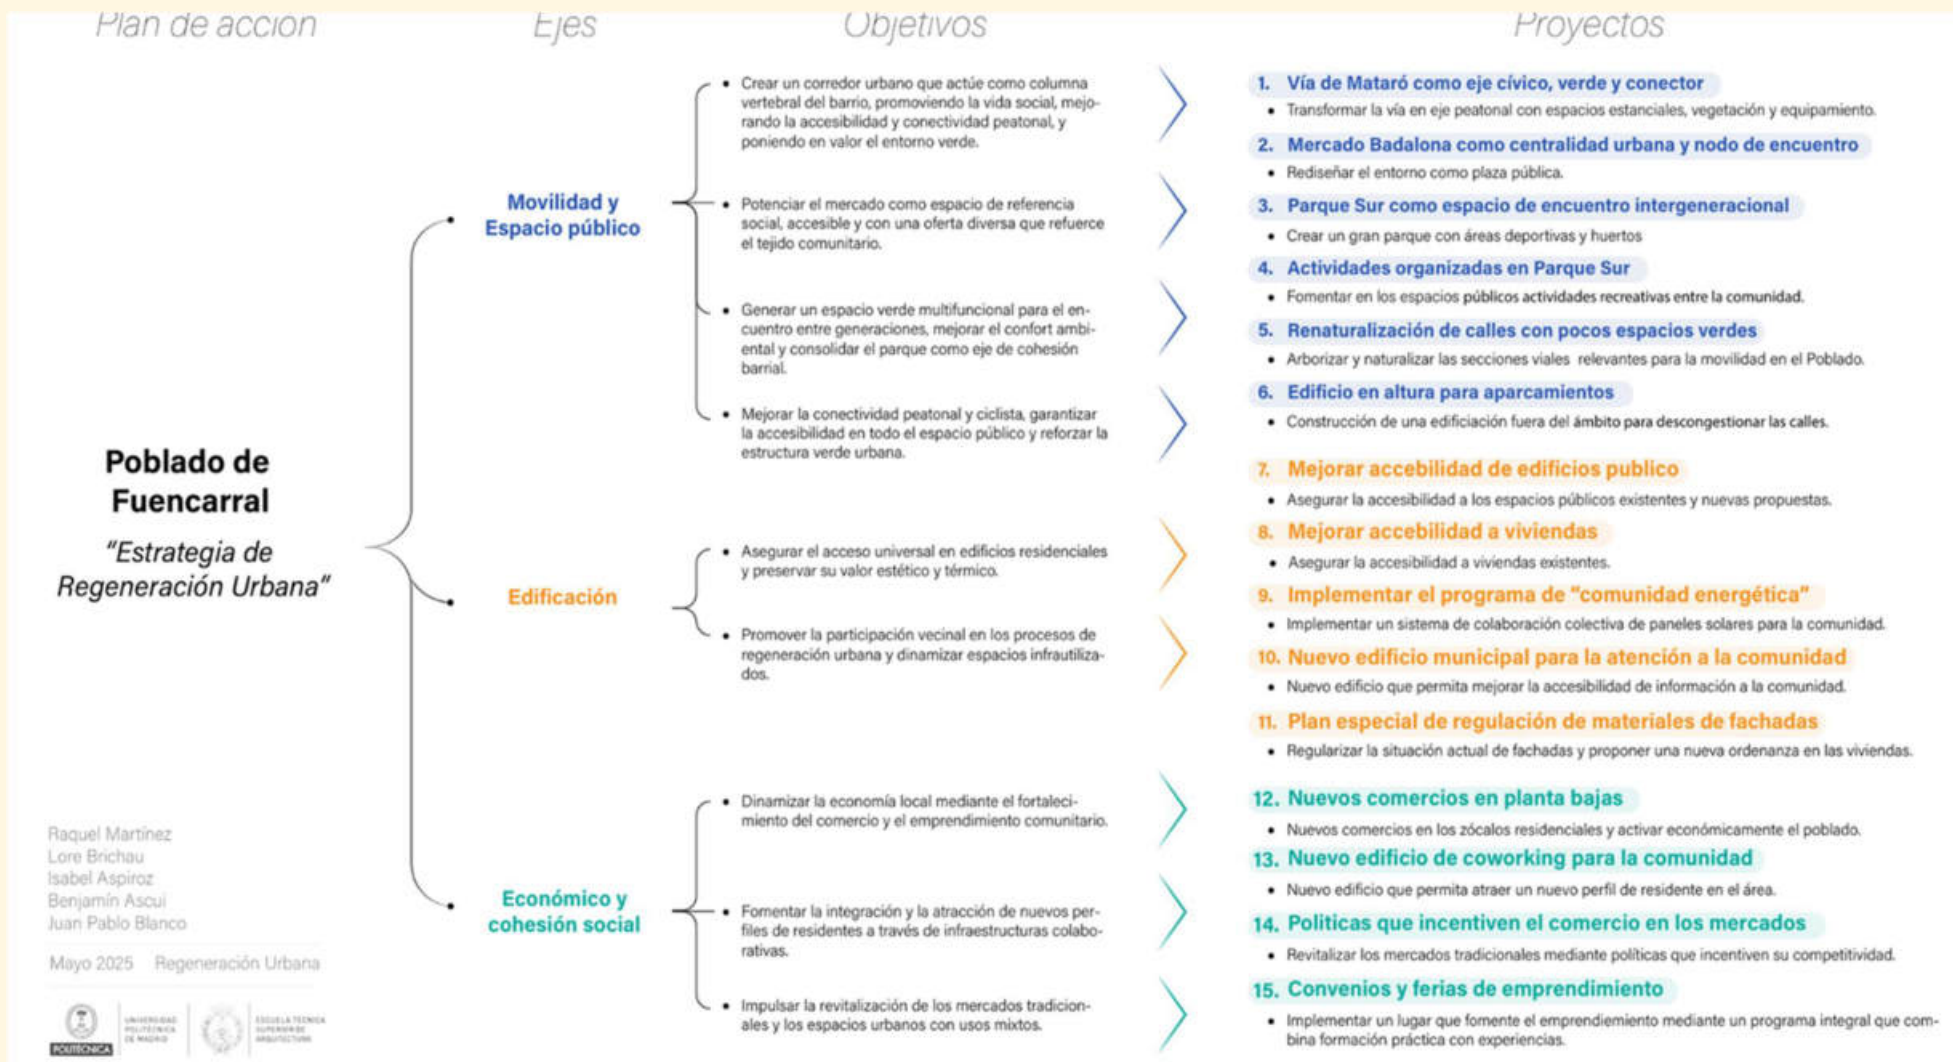 Plan de acción
Ejes
Objetivos
Proyectos
Poblado de
Fuencarral
"Estrategia de
Regeneración Urbana"
Movilidad y
Espacio público
• Crear un corredor urbano que actúe como columna
vertebral del barrio, promoviendo la vida social, mejo-
rando la accesibilidad y conectividad peatonal, y
poniendo en valor el entorno verde.
• Potenciar el mercado como espacio de referencia
social, accesible y con una oferta diversa que refuerce
el tejido comunitario.
• Generar un espacio verde multifuncional para el en-
cuentro entre generaciones, mejorar el confort ambi-
ental y consolidar el parque como eje de cohesión
barrial.
• Mejorar la conectividad peatonal y ciclista, garantizar
la accesibilidad en todo el espacio público y reforzar la
estructura verde urbana.
1. Vía de Mataró como eje cívico, verde y conector
• Transformar la vía en eje peatonal con espacios estanciales, vegetación y equipamiento.
2. Mercado Badalona como centralidad urbana y nodo de encuentro
• Rediseñar el entorno como plaza pública.
3. Parque Sur como espacio de encuentro intergeneracional
• Crear un gran parque con áreas deportivas y huertos
4. Actividades organizadas en Parque Sur
• Fomentar en los espacios públicos actividades recreativas entre la comunidad.
5. Renaturalización de calles con pocos espacios verdes
• Arborizar y naturalizar las secciones viales relevantes para la movilidad en el Poblado.
6. Edificio en altura para aparcamientos
• Construcción de una edificiación fuera del ámbito para descongestionar las calles.
Edificación
• Asegurar el acceso universal en edificios residenciales
y preservar su valor estético y térmico.
• Promover la participación vecinal en los procesos de
regeneración urbana y dinamizar espacios infrautiliza-
dos.
7. Mejorar accebilidad de edificios publico
• Asegurar la accesibilidad a los espacios públicos existentes y nuevas propuestas.
8. Mejorar accebilidad a viviendas
• Asegurar la accesibilidad a viviendas existentes.
9. Implementar el programa de "comunidad energética"
• Implementar un sistema de colaboración colectiva de paneles solares para la comunidad.
10. Nuevo edificio municipal para la atención a la comunidad
• Nuevo edificio que permita mejorar la accesibilidad de información a la comunidad.
11. Plan especial de regulación de materiales de fachadas
• Regularizar la situación actual de fachadas y proponer una nueva ordenanza en las viviendas.
Económico y
cohesión social
• Dinamizar la economía local mediante el fortaleci-
miento del comercio y el emprendimiento comunitario.
• Fomentar la integración y la atracción de nuevos per-
files de residentes a través de infraestructuras colabo-
rativas.
• Impulsar la revitalización de los mercados tradicion-
ales y los espacios urbanos con usos mixtos.
12. Nuevos comercios en planta bajas
• Nuevos comercios en los zócalos residenciales y activar económicamente el poblado.
13. Nuevo edificio de coworking para la comunidad
• Nuevo edificio que permita atraer un nuevo perfil de residente en el área.
14. Politicas que incentiven el comercio en los mercados
• Revitalizar los mercados tradicionales mediante políticas que incentiven su competitividad.
15. Convenios y ferias de emprendimiento
• Implementar un lugar que fomente el emprendiemiento mediante un programa integral que com-
bina formación práctica con experiencias.
Raquel Martínez
Lore Brichau
Isabel Aspiroz
Benjamín Ascui
Juan Pablo Blanco
Mayo 2025 Regeneración Urbana
POLITÉCNICA
UNIVERSIDAD
POLITÉCNICA
DE MADRID
ESCUELA TÉCNICA
SUPERIOR DE
ARQUITECTURA